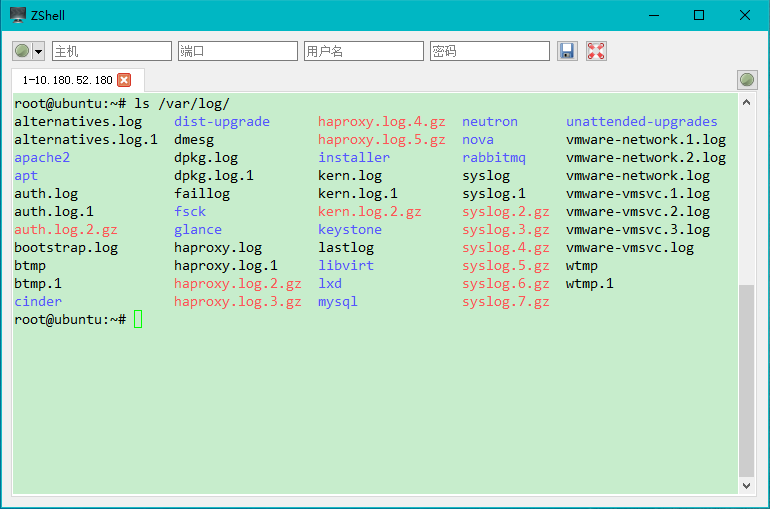 ZShell
主机 端口 用户名 密码
1-10.180.52.180
root@ubuntu:~# ls /var/log/
alternatives.log dist-upgrade haproxy.log.4.gz neutron unattended-upgrades
alternatives.log.1 dmesg haproxy.log.5.gz nova vmware-network.1.log
apache2 dpkg.log installer rabbitmq vmware-network.2.log
apt dpkg.log.1 kern.log syslog vmware-network.log
auth.log faillog kern.log.1 syslog.1 vmware-vmsvc.1.log
auth.log.1 fsck kern.log.2.gz syslog.2.gz vmware-vmsvc.2.log
auth.log.2.gz glance keystone syslog.3.gz vmware-vmsvc.3.log
bootstrap.log haproxy.log lastlog syslog.4.gz vmware-vmsvc.log
btmp haproxy.log.1 libvirt syslog.5.gz wtmp
btmp.1 haproxy.log.2.gz lxd syslog.6.gz wtmp.1
cinder haproxy.log.3.gz mysql syslog.7.gz
root@ubuntu:~#